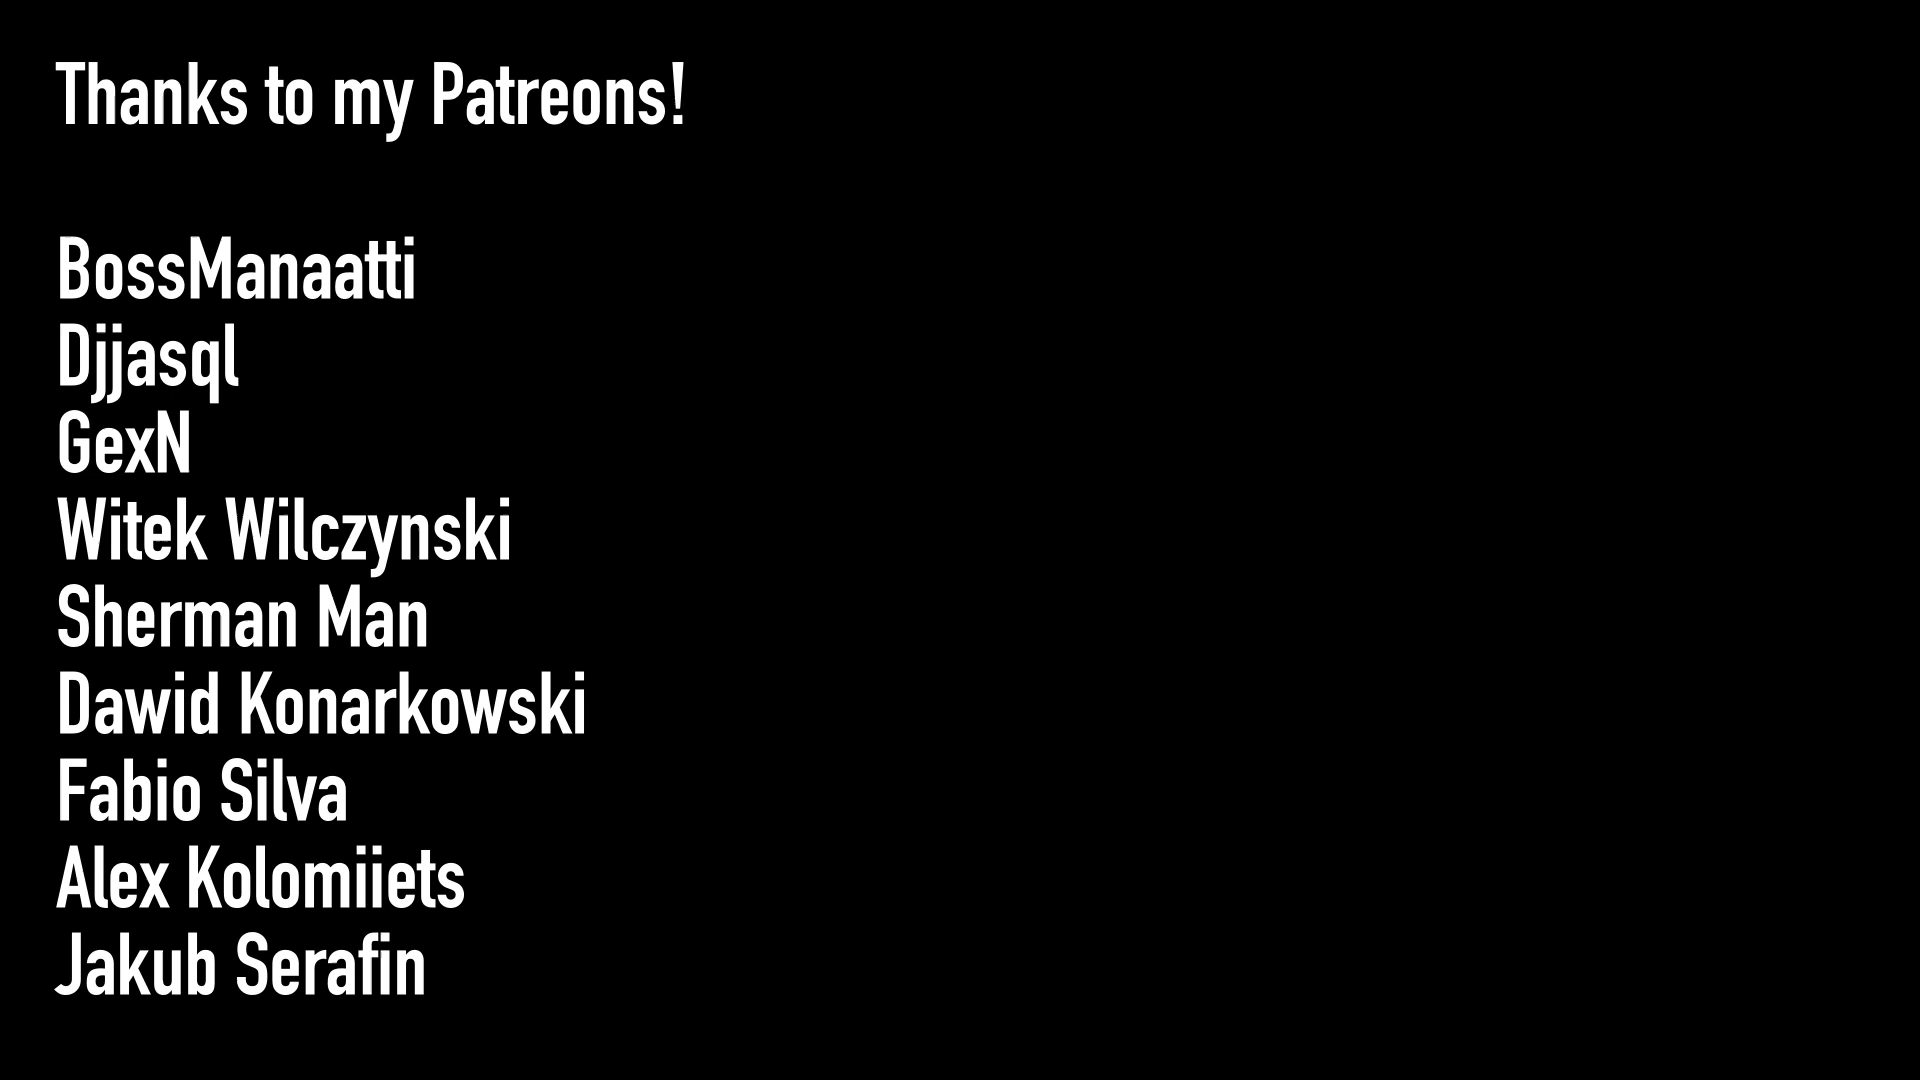 Thanks to my Patreons!
BossManaatti
Djjasql
GexN
Witek Wilczynski
Sherman Man
Dawid Konarkowski
Fabio Silva
Alex Kolomiiets
Jakub Serafin